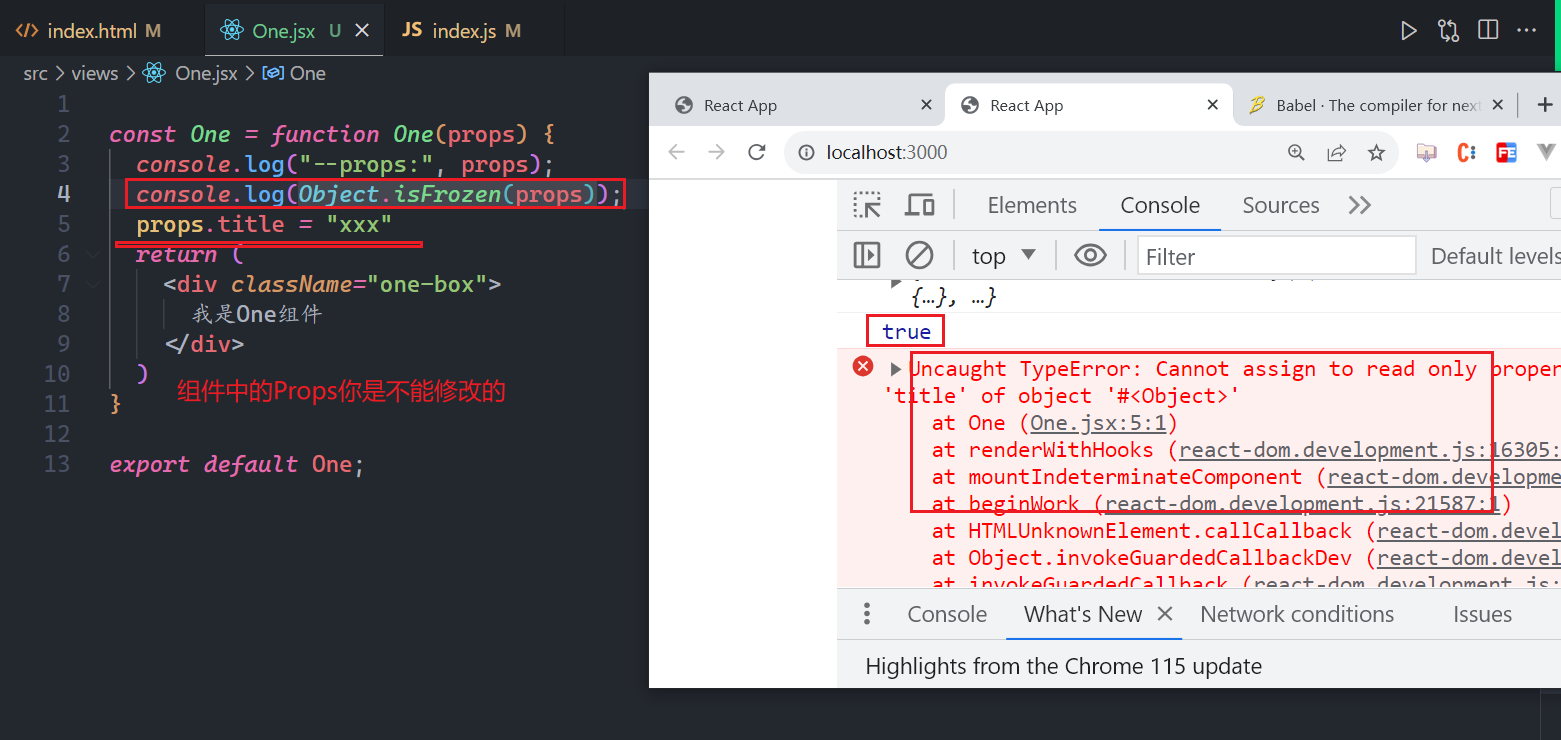 index.html M
One.jsx U
JS index.js M
src > views > One.jsx > One
1
2 const One = function One(props) {
3 console.log("--props:", props);
4 console.log(Object.isFrozen(props));
5 props.title = "xxx"
6 return (
7 <div className="one-box">
8 我是One组件
9 </div>
10 )
组件中的Props你是不能修改的
11 }
12
13 export default One;
React App
React App
Babel · The compiler for next
localhost:3000
Elements Console Sources
top Filter Default levels
{…}, …}
true
Uncaught TypeError: Cannot assign to read only proper
'title' of object '#<Object>'
at One (One.jsx:5:1)
at renderWithHooks (react-dom.development.js:16305:
at mountIndeterminateComponent (react-dom.developme
at beginWork (react-dom.development.js:21587:1)
at HTMLUnknownElement.callCallback (react-dom.devel
at Object.invokeGuardedCallbackDev (react-dom.devel
at invokeGuardedCallback (react-dom.development.js:
Console What's New Network conditions Issues
Highlights from the Chrome 115 update